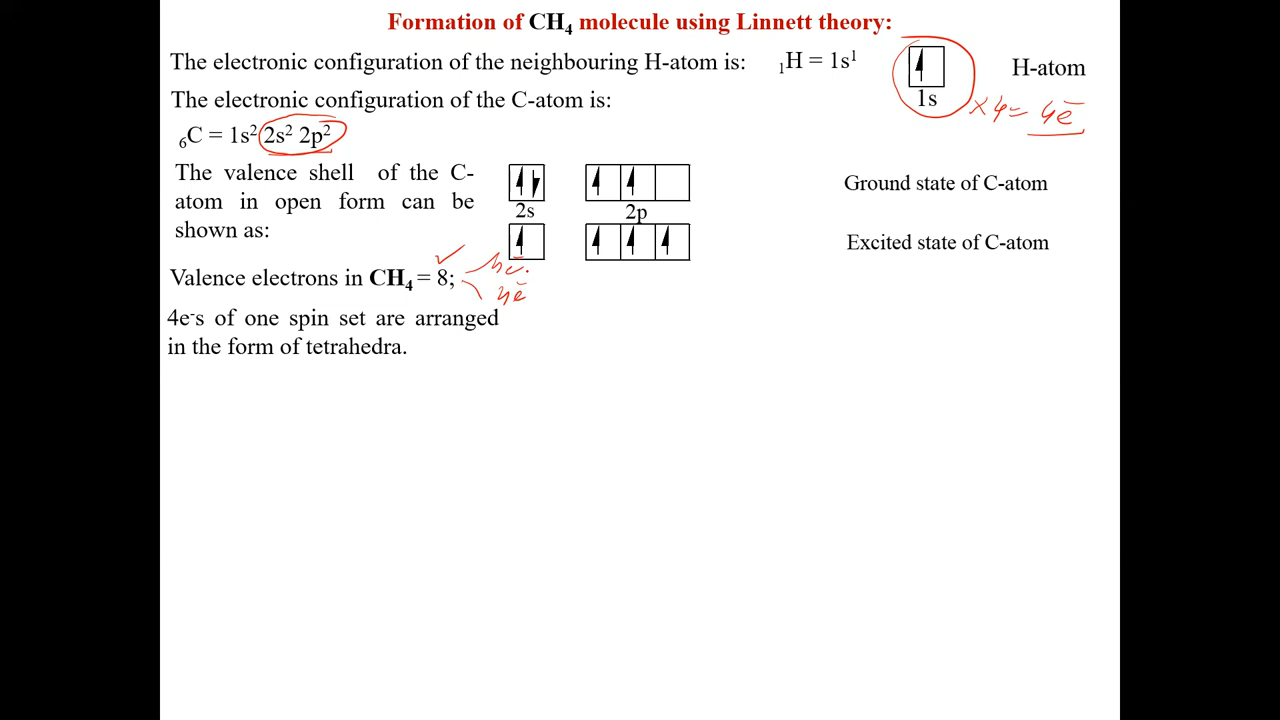 Formation of CH₄ molecule using Linnett theory:
The electronic configuration of the neighbouring H-atom is: ₁H = 1s¹ H-atom
1s
×4= 4e⁻
The electronic configuration of the C-atom is:
₆C = 1s² 2s² 2p²
The valence shell of the C-
atom in open form can be
shown as:
2s 2p
Ground state of C-atom
Excited state of C-atom
Valence electrons in CH₄ = 8;
4e⁻
4e⁻s of one spin set are arranged
in the form of tetrahedra.